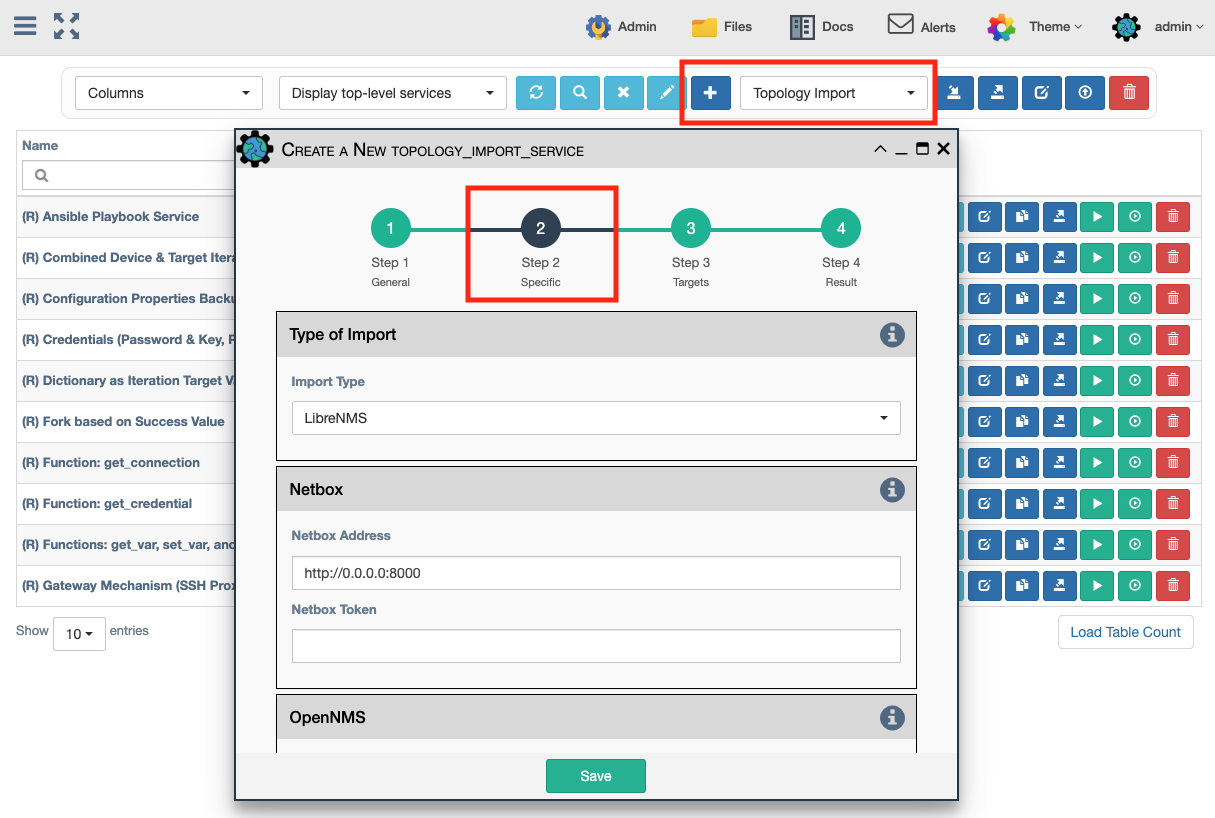 Admin Files Docs Alerts Theme admin
Columns Display top-level services Topology Import
Name
Create a New topology_import_service
1 2 3 4
Step 1 Step 2 Step 3 Step 4
General Specific Targets Result
(R) Ansible Playbook Service
(R) Combined Device & Target Itera
(R) Configuration Properties Backu
(R) Credentials (Password & Key, F
(R) Dictionary as Iteration Target V
(R) Fork based on Success Value
(R) Function: get_connection
(R) Function: get_credential
(R) Functions: get_var, set_var, and
(R) Gateway Mechanism (SSH Prox
Show 10 entries
Type of Import
Import Type
LibreNMS
Netbox
Netbox Address
http://0.0.0.0:8000
Netbox Token
OpenNMS
Save
Load Table Count